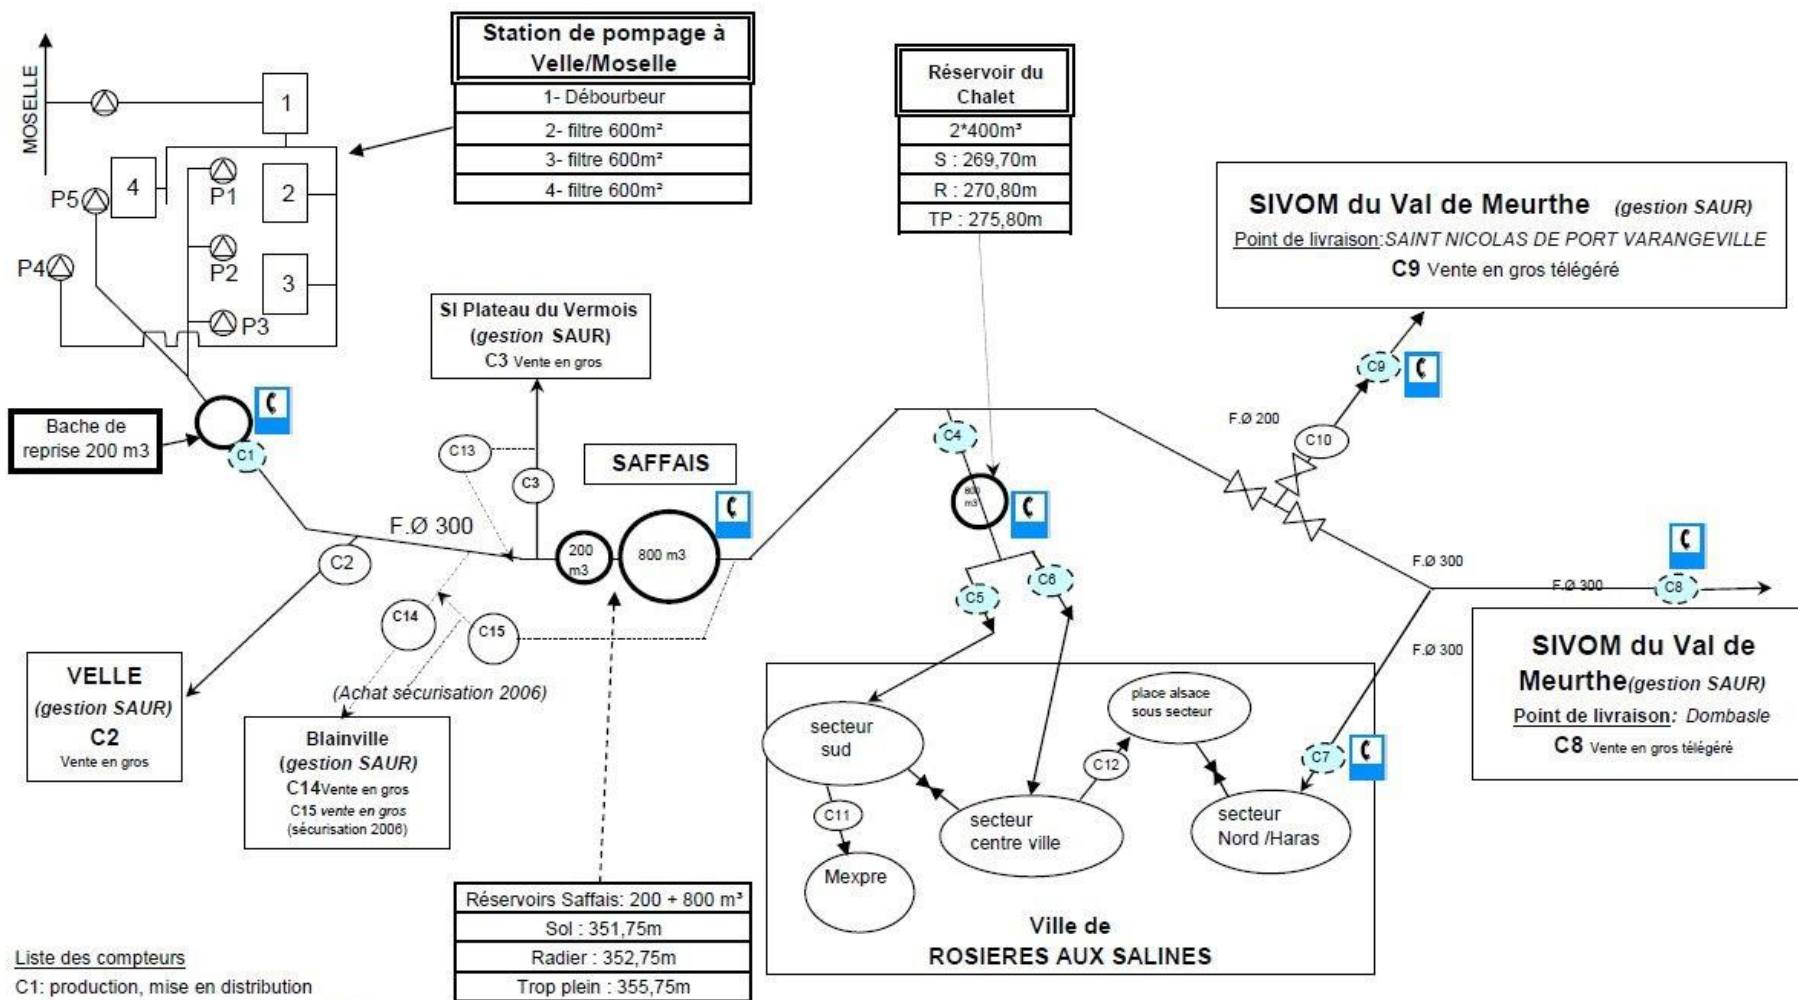 Station de pompage à
Velle/Moselle
1- Débourbeur
2- filtre 600m²
3- filtre 600m²
4- filtre 600m²
Réservoir du
Chalet
2*400m³
S : 269,70m
R : 270,80m
TP : 275,80m
MOSELLE
1
4
P1
2
P5
P2
P4
3
P3
SIVOM du Val de Meurthe (gestion SAUR)
Point de livraison:SAINT NICOLAS DE PORT VARANGEVILLE
C9 Vente en gros télégéré
SI Plateau du Vermois
(gestion SAUR)
C3 Vente en gros
C9
Bache de
reprise 200 m3
C1
F.Ø 200
C10
C4
C13
C3
SAFFAIS
800
m3
F.Ø 300
C2
200
m3
800 m3
F.Ø 300
F.Ø 300
C8
C5
C6
C14
C15
F.Ø 300
VELLE
(gestion SAUR)
C2
Vente en gros
(Achat sécurisation 2006)
Blainville
(gestion SAUR)
C14Vente en gros
C15 vente en gros
(sécurisation 2006)
SIVOM du Val de
Meurthe(gestion SAUR)
Point de livraison: Dombasle
C8 Vente en gros télégéré
place alsace
sous secteur
secteur
sud
C12
C7
C11
secteur
centre ville
secteur
Nord /Haras
Mexpre
Ville de
ROSIERES AUX SALINES
Réservoirs Saffais: 200 + 800 m³
Sol : 351,75m
Radier : 352,75m
Trop plein : 355,75m
Liste des compteurs
C1: production, mise en distribution